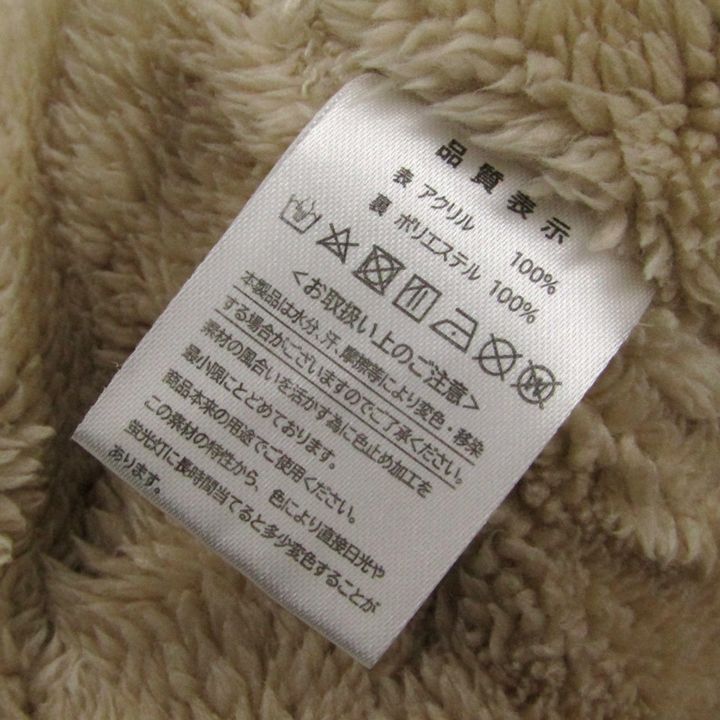 品質表示
表 アクリル 100%
裏 ポリエステル 100%
<お取扱い上のご注意>
本製品は水分、汗、摩擦等により変色・移染
する場合がございますのでご了承ください。
素材の風合いを活かす為に色止め加工を
最小限にとどめております。
商品本来の用途でご使用ください。
この素材の特性から、色により直接日光や
蛍光灯に長時間当てると多少変色することが
あります。